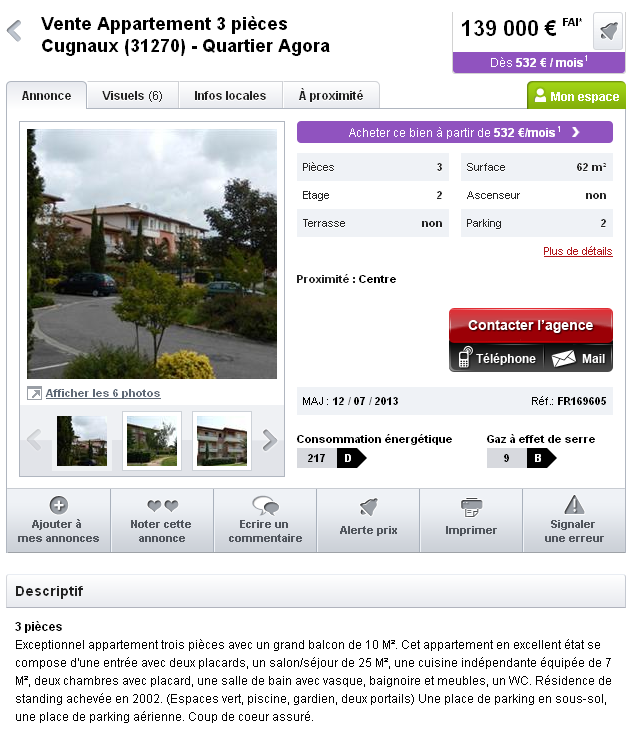 Vente Appartement 3 pièces
Cugnaux (31270) - Quartier Agora
139 000 € FAI*
Dès 532 € / mois 1
Annonce
Visuels (6)
Infos locales
À proximité
Mon espace
Acheter ce bien à partir de 532 €/mois 1
Pièces 3
Surface 62 m²
Etage 2
Ascenseur non
Terrasse non
Parking 2
Plus de détails
Proximité : Centre
Contacter l'agence
Téléphone
Mail
Afficher les 6 photos
MAJ : 12 / 07 / 2013
Réf.: FR169605
Consommation énergétique
217 D
Gaz à effet de serre
9 B
Ajouter à
mes annonces
Noter cette
annonce
Ecrire un
commentaire
Alerte prix
Imprimer
Signaler
une erreur
Descriptif
3 pièces
Exceptionnel appartement trois pièces avec un grand balcon de 10 M². Cet appartement en excellent état se
compose d'une entrée avec deux placards, un salon/séjour de 25 M², une cuisine indépendante équipée de 7
M², deux chambres avec placard, une salle de bain avec vasque, baignoire et meubles, un WC. Résidence de
standing achevée en 2002. (Espaces vert, piscine, gardien, deux portails) Une place de parking en sous-sol,
une place de parking aérienne. Coup de coeur assuré.